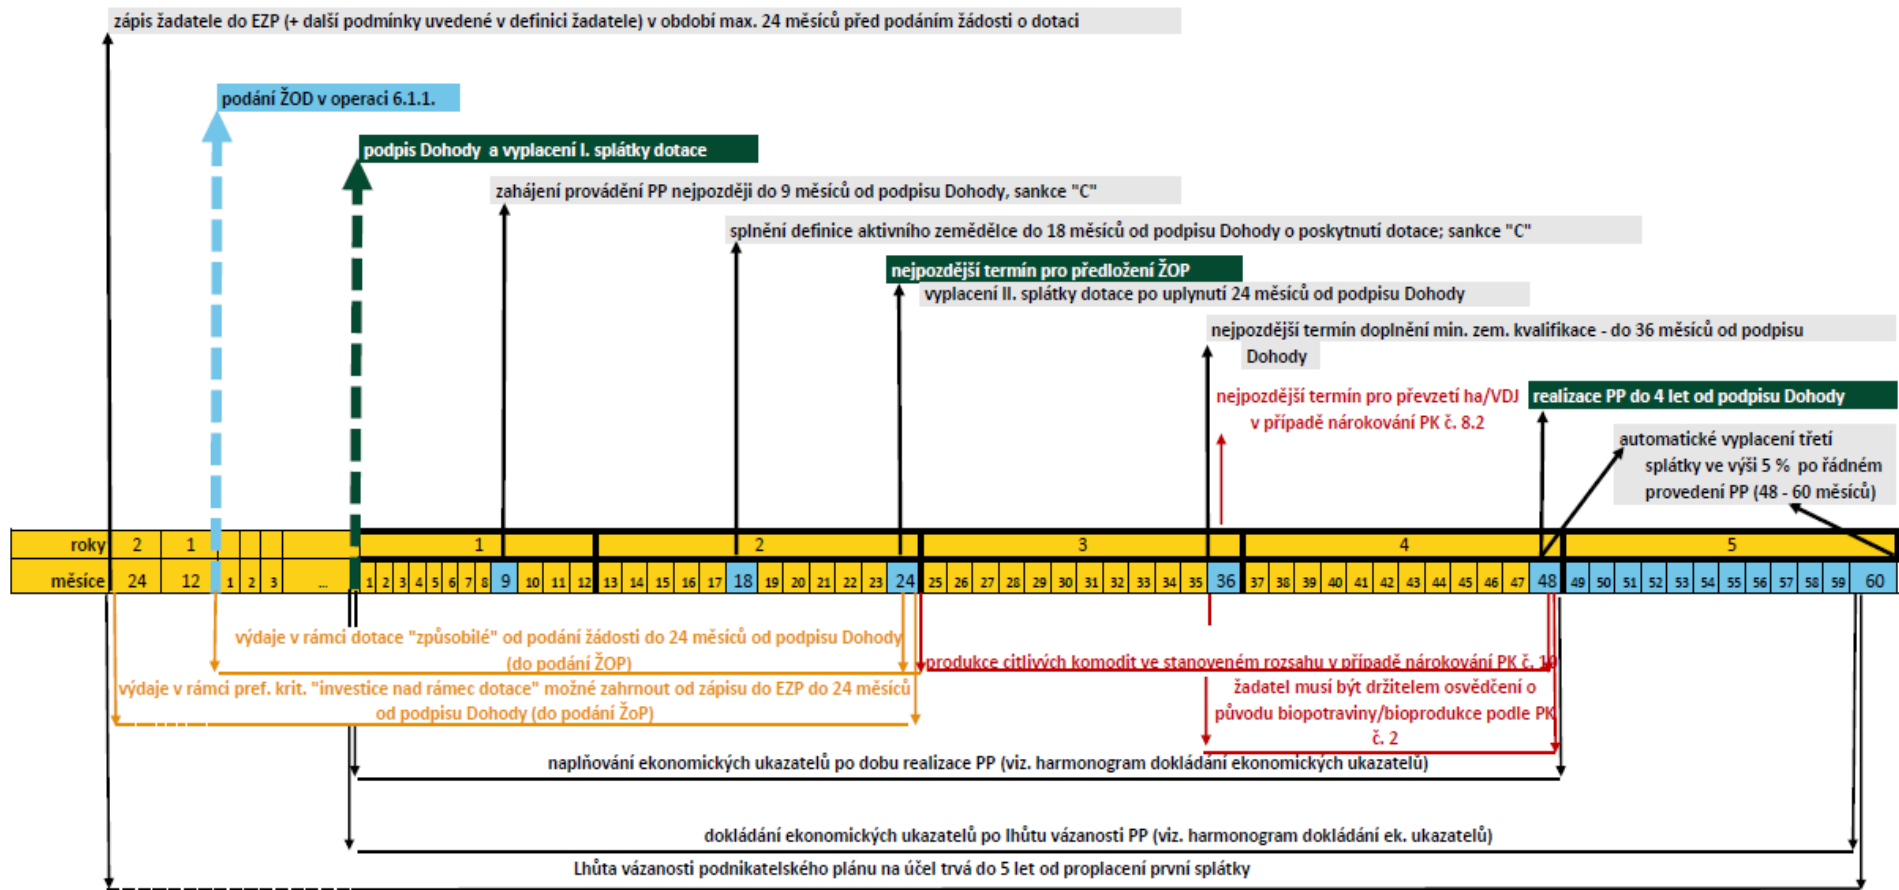 zápis žadatele do EZP (+ další podmínky uvedené v definici žadatele) v období max. 24 měsíců před podáním žádosti o dotaci
podání ŽOD v operaci 6.1.1.
podpis Dohody a vyplacení I. splátky dotace
zahájení provádění PP nejpozději do 9 měsíců od podpisu Dohody, sankce "C"
splnění definice aktivního zemědělce do 18 měsíců od podpisu Dohody o poskytnutí dotace; sankce "C"
nejpozdější termín pro předložení ŽOP
vyplacení II. splátky dotace po uplynutí 24 měsíců od podpisu Dohody
nejpozdější termín doplnění min. zem. kvalifikace - do 36 měsíců od podpisu
Dohody
nejpozdější termín pro převzetí ha/VDJ
v případě nárokování PK č. 8.2
realizace PP do 4 let od podpisu Dohody
automatické vyplacení třetí
splátky ve výši 5 % po řádném
provedení PP (48 - 60 měsíců)
roky 2 1 1 2 3 4 5
měsíce 24 12 1 2 3 ... 1 2 3 4 5 6 7 8 9 10 11 12 13 14 15 16 17 18 19 20 21 22 23 24 25 26 27 28 29 30 31 32 33 34 35 36 37 38 39 40 41 42 43 44 45 46 47 48 49 50 51 52 53 54 55 56 57 58 59 60
výdaje v rámci dotace "způsobilé" od podání žádosti do 24 měsíců od podpisu Dohody
(do podání ŽOP)
produkce citlivých komodit ve stanoveném rozsahu v případě nárokování PK č. 10
výdaje v rámci pref. krit. "investice nad rámec dotace" možné zahrnout od zápisu do EZP do 24 měsíců
od podpisu Dohody (do podání ŽoP)
žadatel musí být držitelem osvědčení o
původu biopotraviny/bioprodukce podle PK
č. 2
naplňování ekonomických ukazatelů po dobu realizace PP (viz. harmonogram dokládání ekonomických ukazatelů)
dokládání ekonomických ukazatelů po lhůtu vázanosti PP (viz. harmonogram dokládání ek. ukazatelů)
Lhůta vázanosti podnikatelského plánu na účel trvá do 5 let od proplacení první splátky